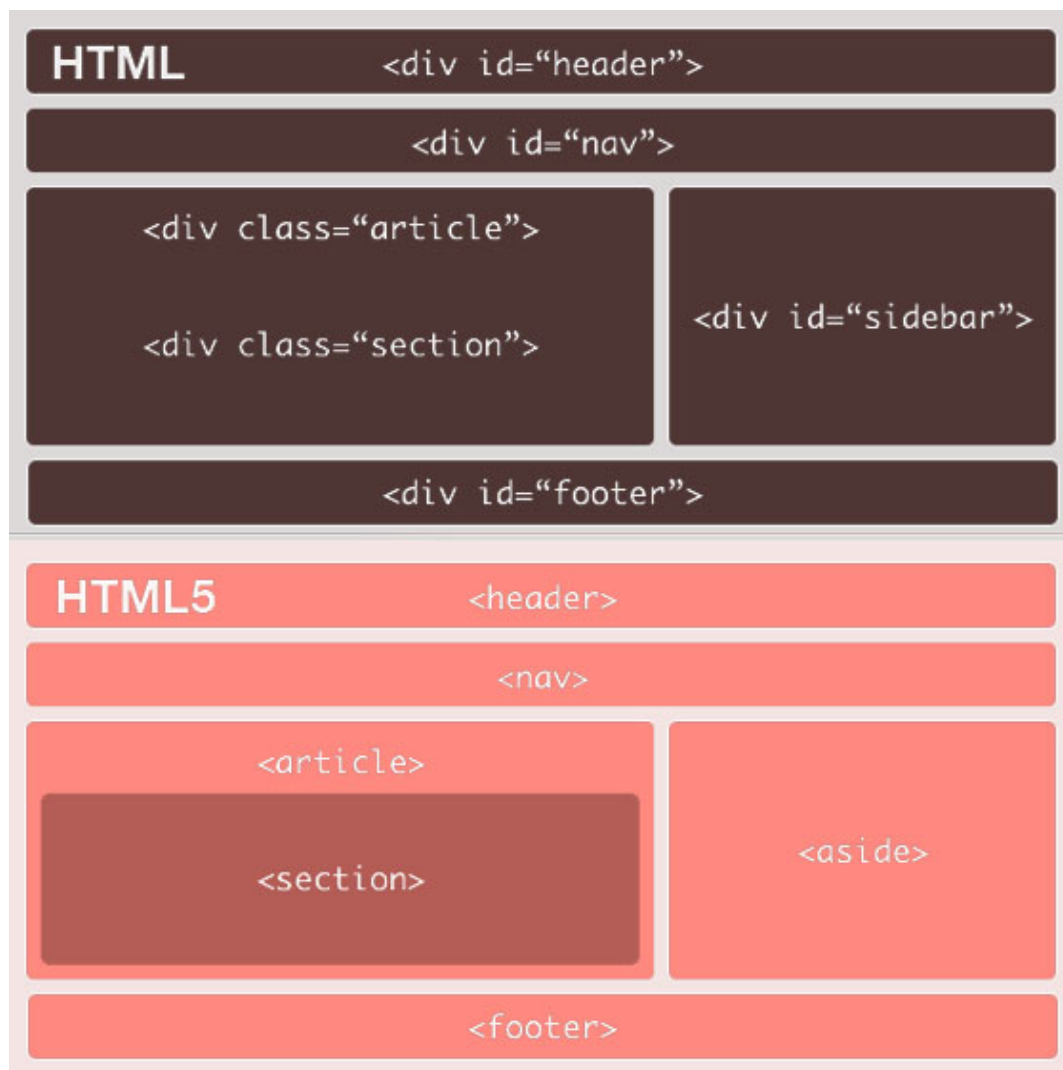 HTML <div id=“header”>
<div id=“nav”>
<div class=“article”>
<div class=“section”>
<div id=“sidebar”>
<div id=“footer”>
HTML5 <header>
<nav>
<article>
<section>
<aside>
<footer>